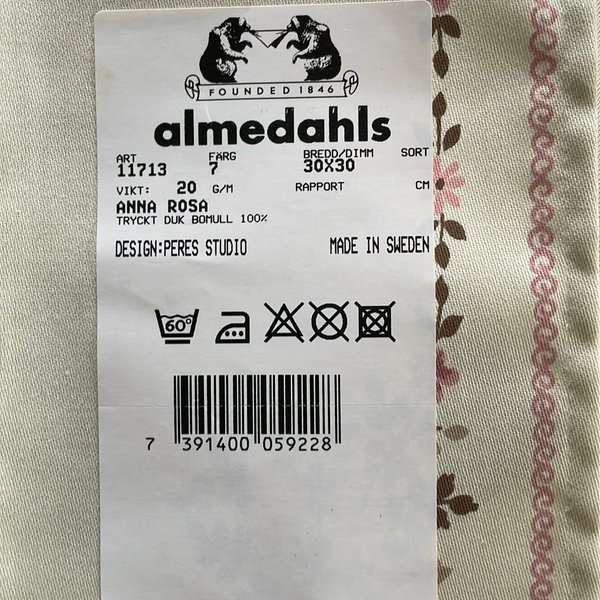 FOUNDED 1846
almedahls
ART FÄRG BREDD/DIMM SORT
11713 7 30X30
VIKT: 20 G/M RAPPORT CM
ANNA ROSA
TRYCKT DUK BOMULL 100%
DESIGN:PERES STUDIO MADE IN SWEDEN
60°
7 391400 059228